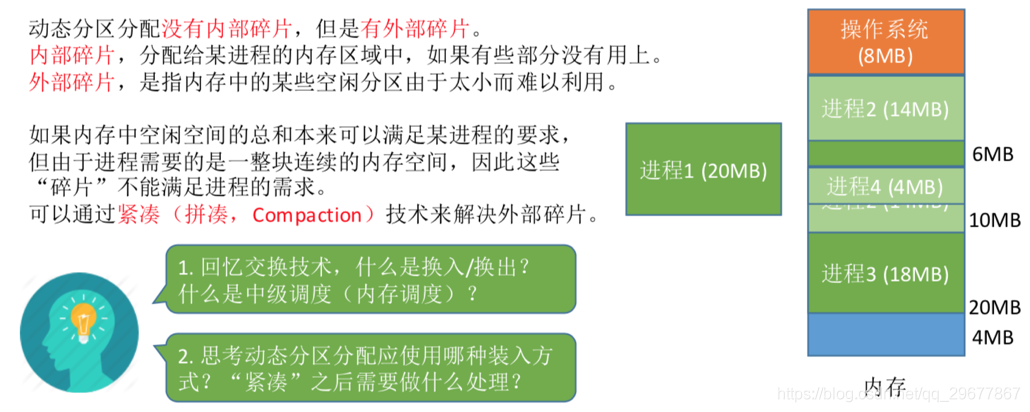 动态分区分配没有内部碎片，但是有外部碎片。
内部碎片，分配给某进程的内存区域中，如果有些部分没有用上。
外部碎片，是指内存中的某些空闲分区由于太小而难以利用。
如果内存中空闲空间的总和本来可以满足某进程的要求，
但由于进程需要的是一整块连续的内存空间，因此这些
“碎片”不能满足进程的需求。
可以通过紧凑（拼凑，Compaction）技术来解决外部碎片。
1. 回忆交换技术，什么是换入/换出？
什么是中级调度（内存调度）？
2. 思考动态分区分配应使用哪种装入方
式？“紧凑”之后需要做什么处理？
进程1 (20MB)
操作系统
(8MB)
进程2 (14MB)
6MB
进程4 (4MB)
进程2 (14MB)
10MB
进程3 (18MB)
20MB
4MB
内存
https://blog.csdn.net/qq_29677867